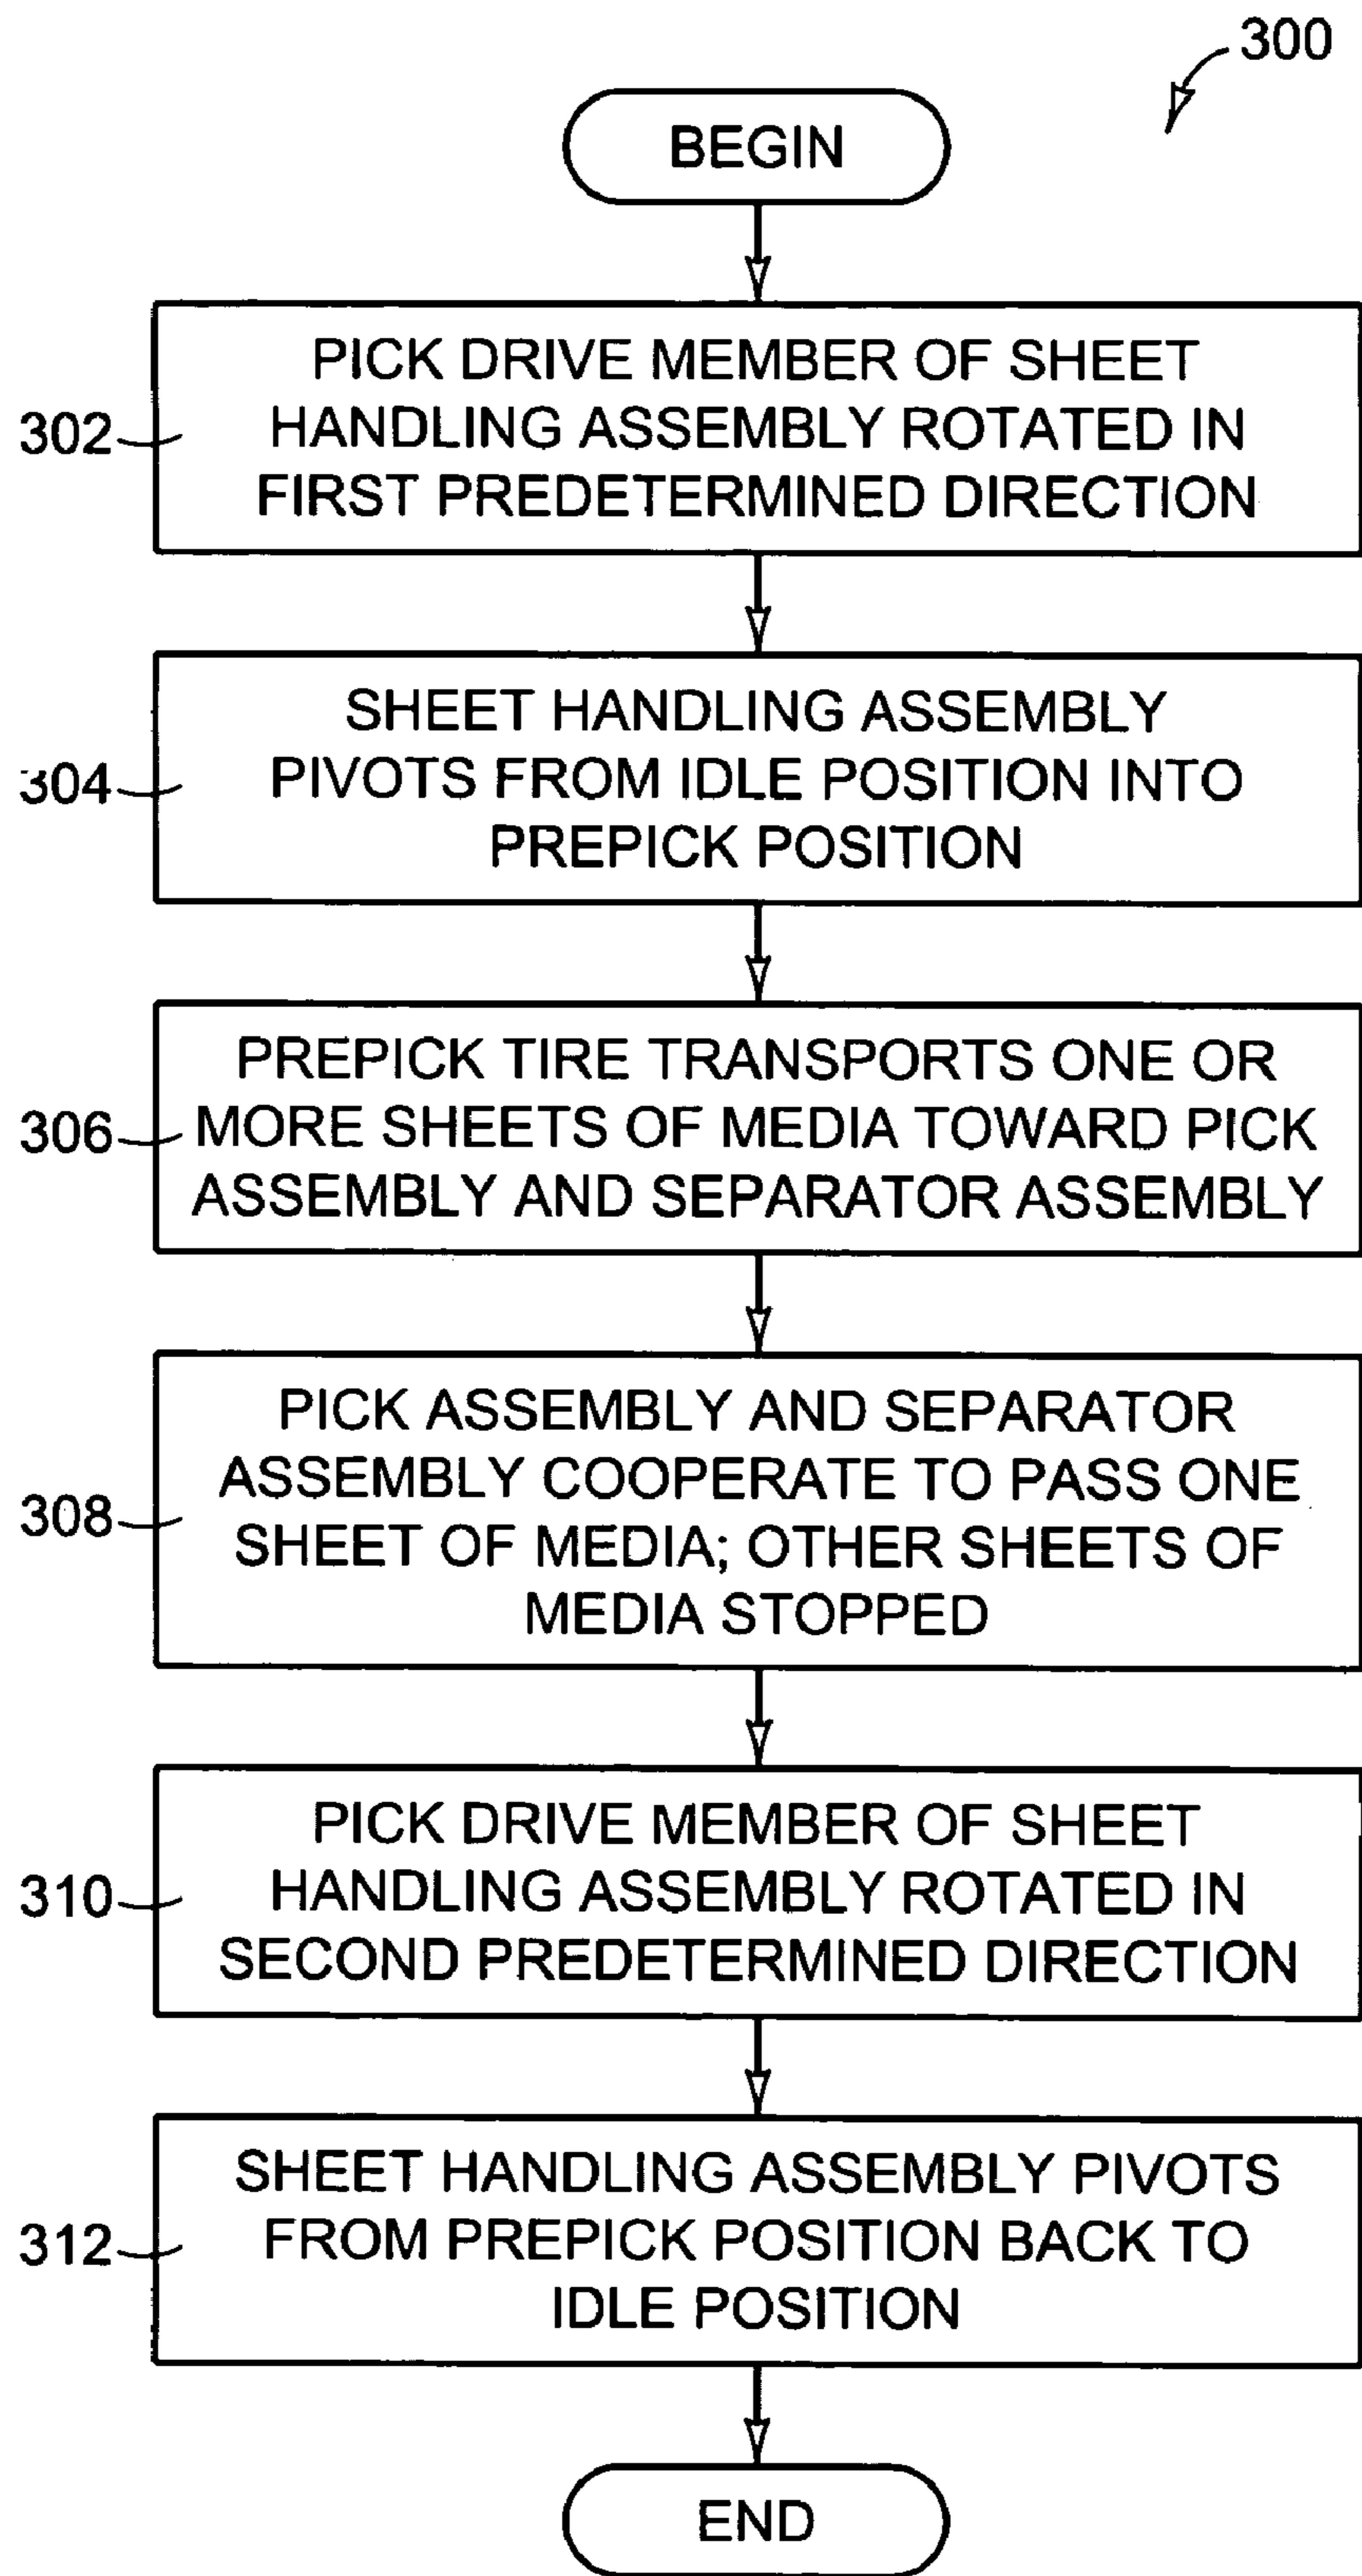 300
BEGIN
302
PICK DRIVE MEMBER OF SHEET
HANDLING ASSEMBLY ROTATED IN
FIRST PREDETERMINED DIRECTION
304
SHEET HANDLING ASSEMBLY
PIVOTS FROM IDLE POSITION INTO
PREPICK POSITION
306
PREPICK TIRE TRANSPORTS ONE OR
MORE SHEETS OF MEDIA TOWARD PICK
ASSEMBLY AND SEPARATOR ASSEMBLY
308
PICK ASSEMBLY AND SEPARATOR
ASSEMBLY COOPERATE TO PASS ONE
SHEET OF MEDIA; OTHER SHEETS OF
MEDIA STOPPED
310
PICK DRIVE MEMBER OF SHEET
HANDLING ASSEMBLY ROTATED IN
SECOND PREDETERMINED DIRECTION
312
SHEET HANDLING ASSEMBLY PIVOTS
FROM PREPICK POSITION BACK TO
IDLE POSITION
END